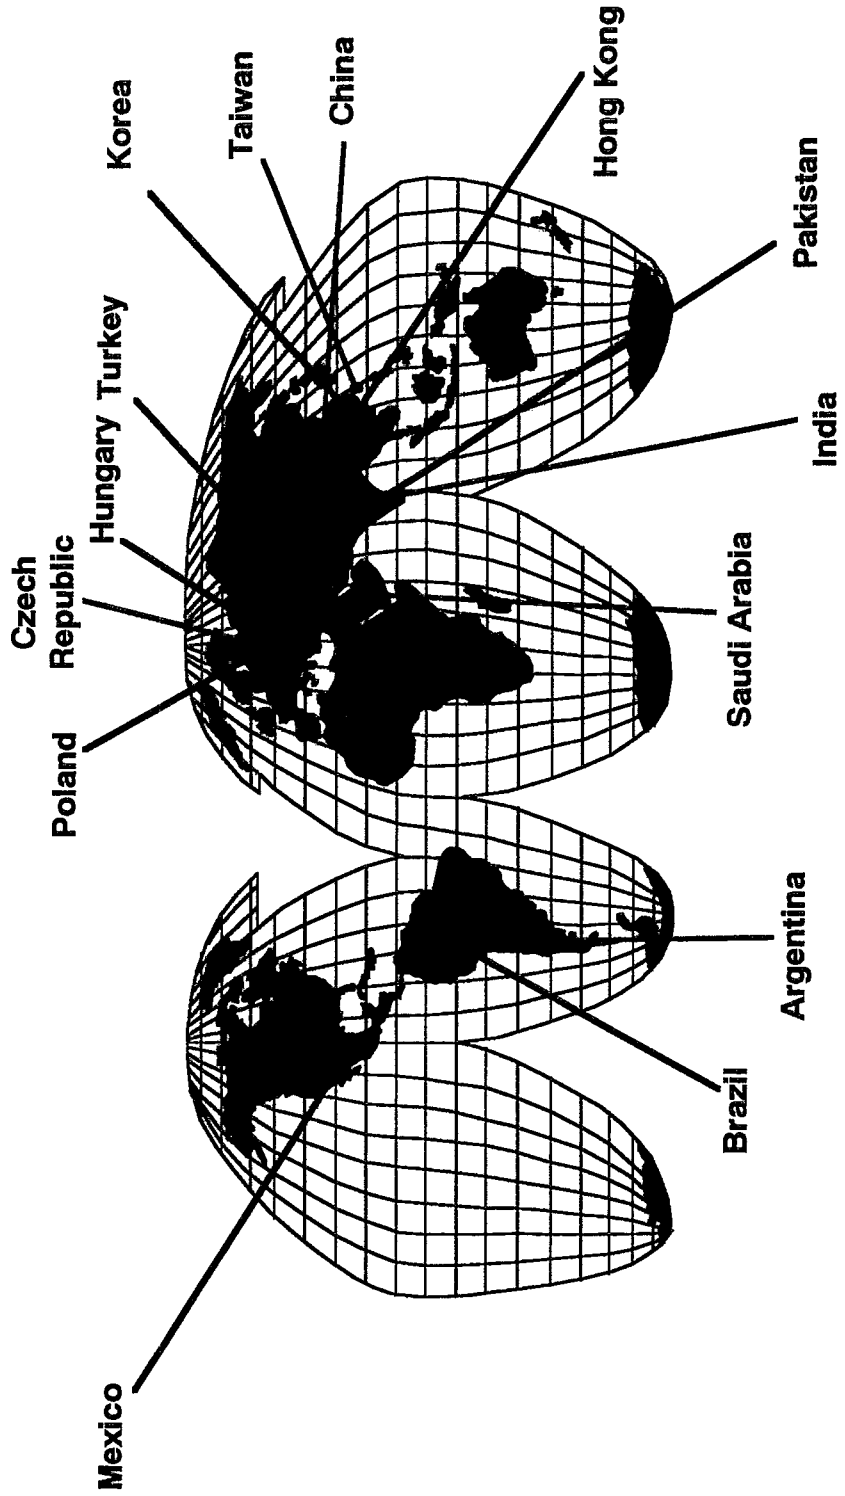 Mexico
Poland
Czech
Republic
Hungary
Turkey
Korea
Taiwan
China
Hong Kong
Pakistan
India
Saudi Arabia
Argentina
Brazil